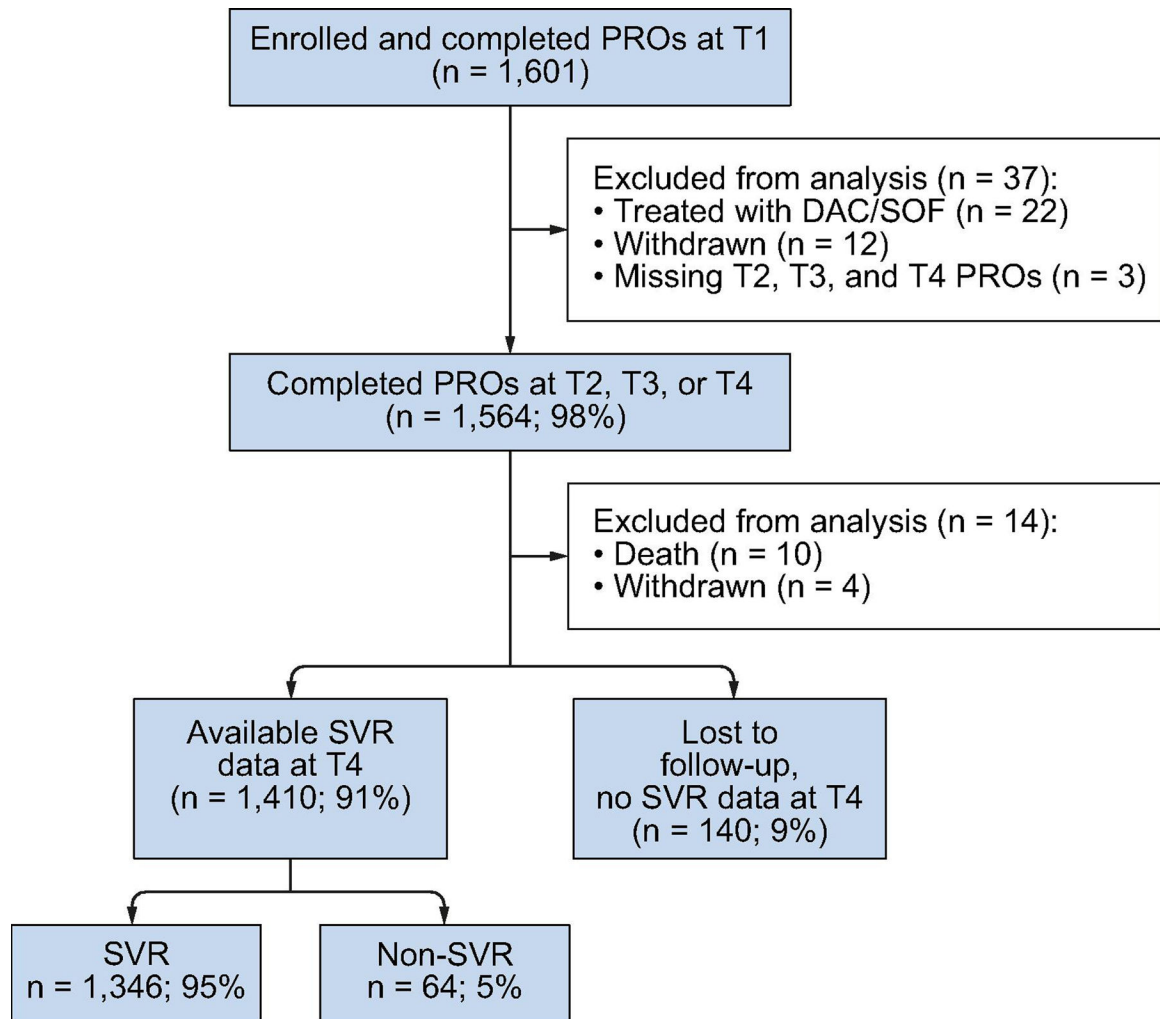 Enrolled and completed PROs at T1
(n = 1,601)
Excluded from analysis (n = 37):
• Treated with DAC/SOF (n = 22)
• Withdrawn (n = 12)
• Missing T2, T3, and T4 PROs (n = 3)
Completed PROs at T2, T3, or T4
(n = 1,564; 98%)
Excluded from analysis (n = 14):
• Death (n = 10)
• Withdrawn (n = 4)
Available SVR
data at T4
(n = 1,410; 91%)
Lost to
follow-up,
no SVR data at T4
(n = 140; 9%)
SVR
n = 1,346; 95%
Non-SVR
n = 64; 5%